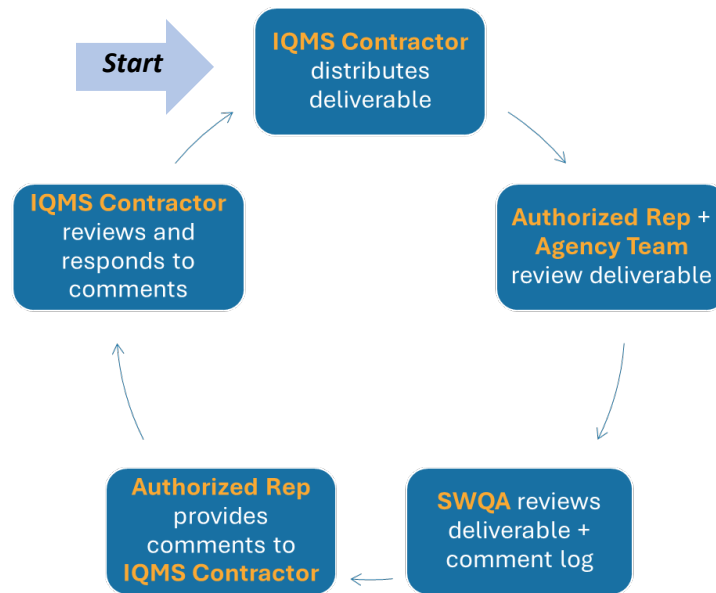 Start
IQMS Contractor
distributes
deliverable
Authorized Rep +
Agency Team
review deliverable
SWQA reviews
deliverable +
comment log
Authorized Rep
provides
comments to
IQMS Contractor
IQMS Contractor
reviews and
responds to
comments